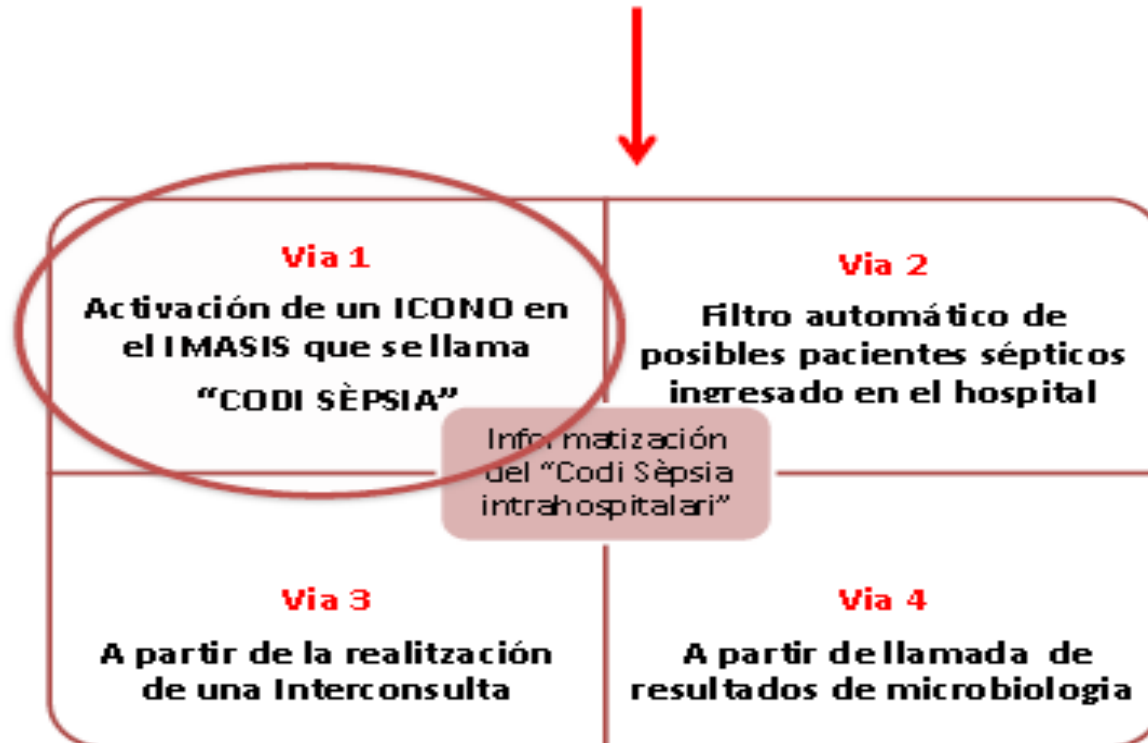 Via 1
Activación de un ICONO en
el IMASIS que se llama
“CODI SÈPSIA”
Via 2
Filtro automático de
posibles pacientes sépticos
ingresado en el hospital
Informatización
del “Codi Sèpsia
intrahospitalari”
Via 3
A partir de la realitzación
de una Interconsulta
Via 4
A partir de llamada de
resultados de microbiologia